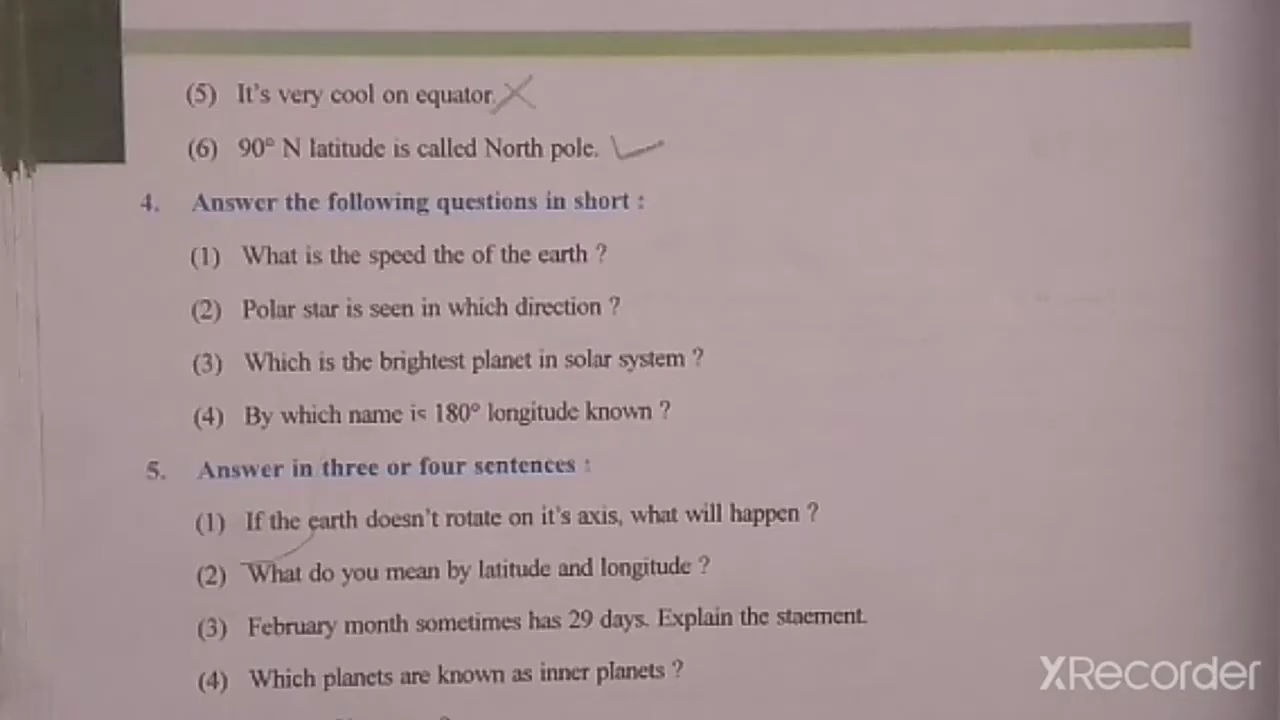 (5) It's very cool on equator.
(6) 90° N latitude is called North pole.
4. Answer the following questions in short :
(1) What is the speed the of the earth ?
(2) Polar star is seen in which direction ?
(3) Which is the brightest planet in solar system ?
(4) By which name is 180° longitude known ?
5. Answer in three or four sentences :
(1) If the earth doesn't rotate on it's axis, what will happen ?
(2) What do you mean by latitude and longitude ?
(3) February month sometimes has 29 days. Explain the staement.
(4) Which planets are known as inner planets ?
XRecorder